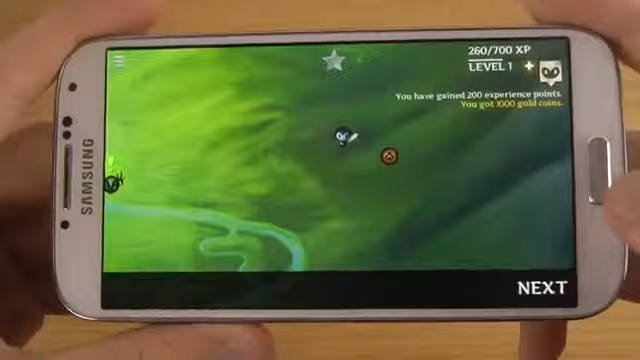 260/700 XP
LEVEL 1
You have gained 200 experience points.
You got 1000 gold coins.
SAMSUNG
NEXT